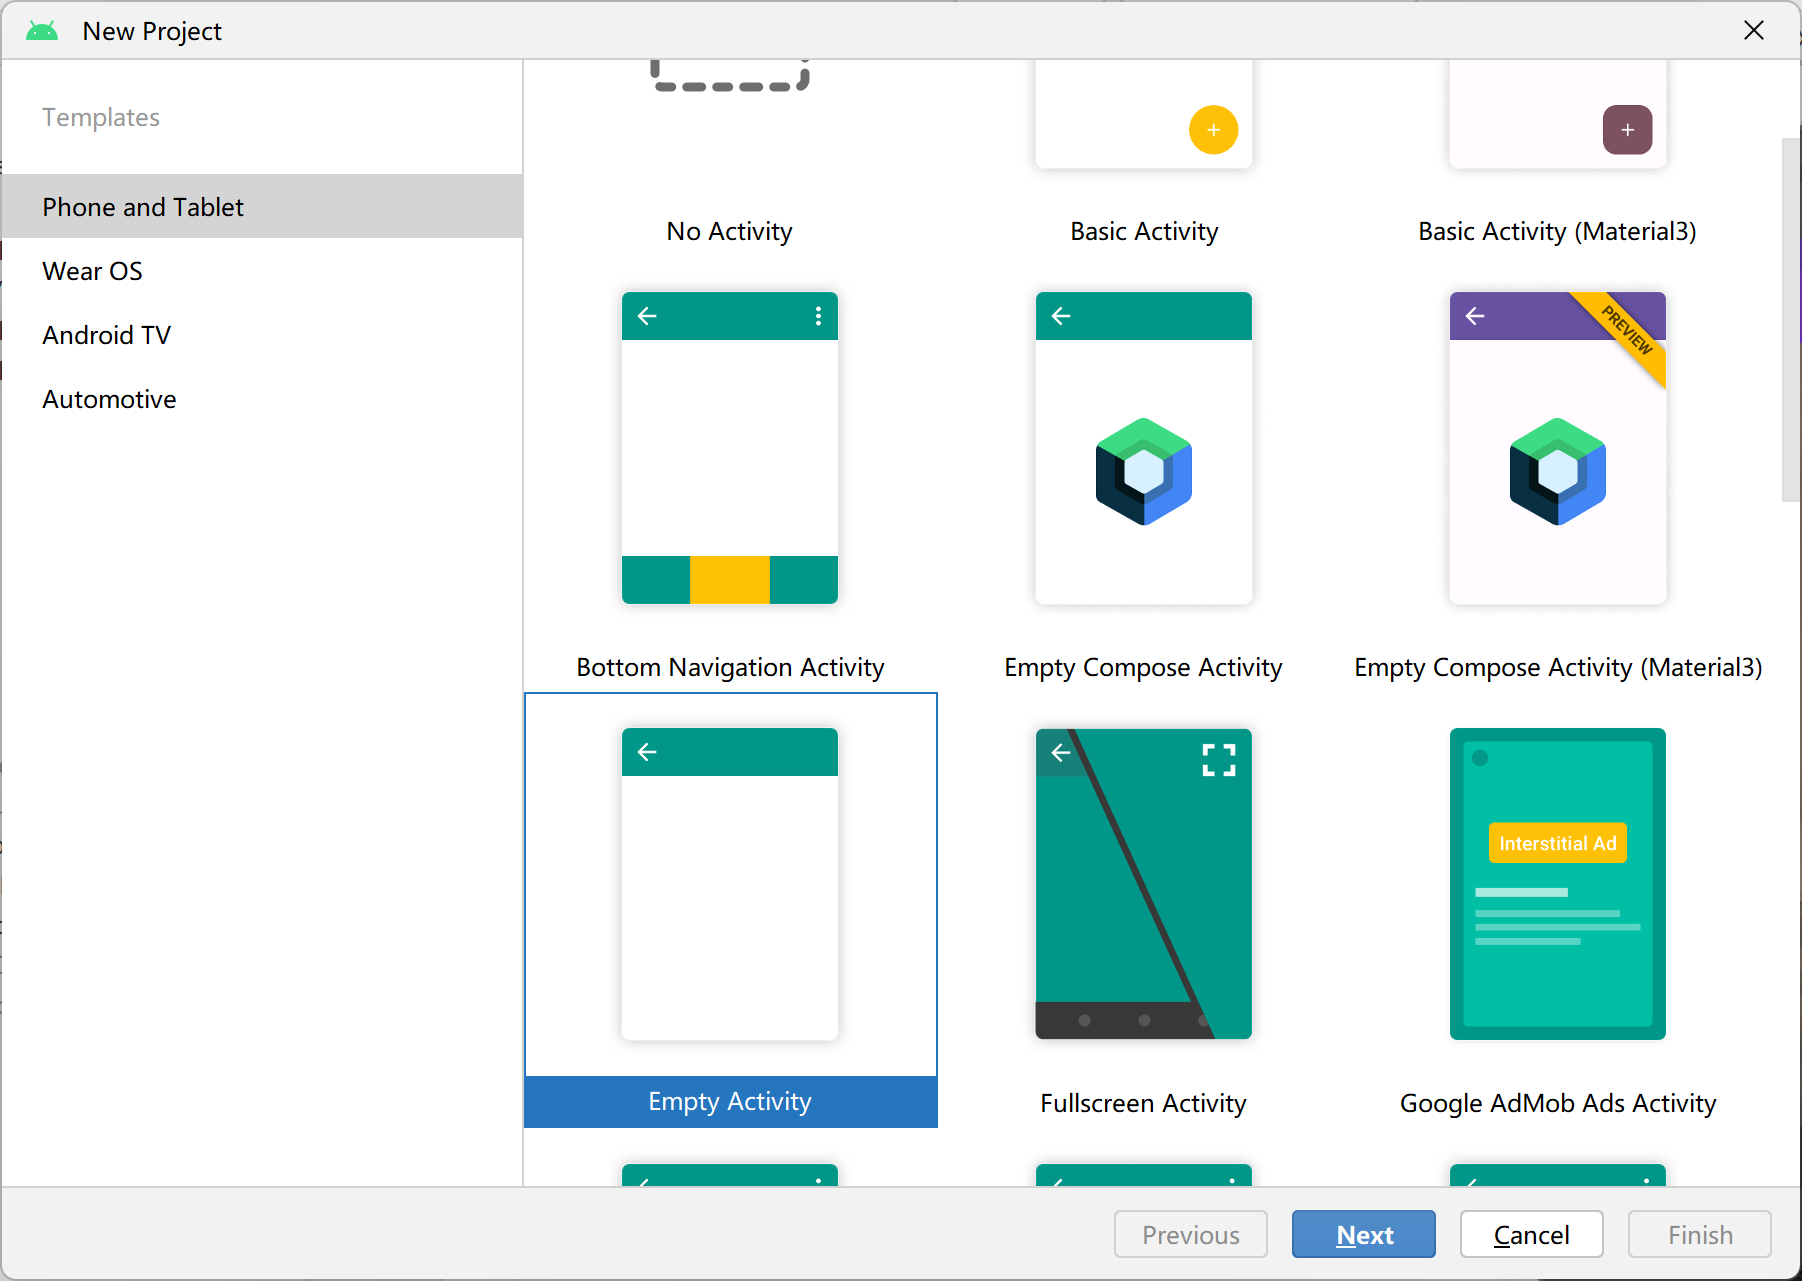 New Project
Templates
Phone and Tablet
Wear OS
Android TV
Automotive
No Activity
Basic Activity
Basic Activity (Material3)
PREVIEW
Bottom Navigation Activity
Empty Compose Activity
Empty Compose Activity (Material3)
Interstitial Ad
Empty Activity
Fullscreen Activity
Google AdMob Ads Activity
Previous
Next
Cancel
Finish